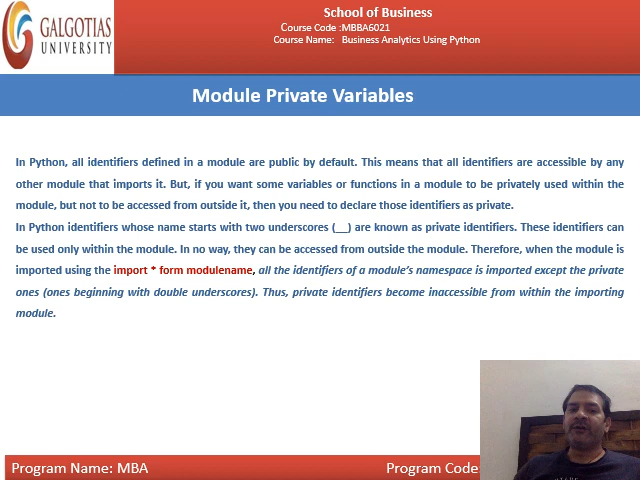 GALGOTIAS
UNIVERSITY
School of Business
Course Code :MBBA6021
Course Name: Business Analytics Using Python
Module Private Variables
In Python, all identifiers defined in a module are public by default. This means that all identifiers are accessible by any
other module that imports it. But, if you want some variables or functions in a module to be privately used within the
module, but not to be accessed from outside it, then you need to declare those identifiers as private.
In Python identifiers whose name starts with two underscores (__) are known as private identifiers. These identifiers can
be used only within the module. In no way, they can be accessed from outside the module. Therefore, when the module is
imported using the import * form modulename, all the identifiers of a module's namespace is imported except the private
ones (ones beginning with double underscores). Thus, private identifiers become inaccessible from within the importing
module.
Program Name: MBA
Program Code: